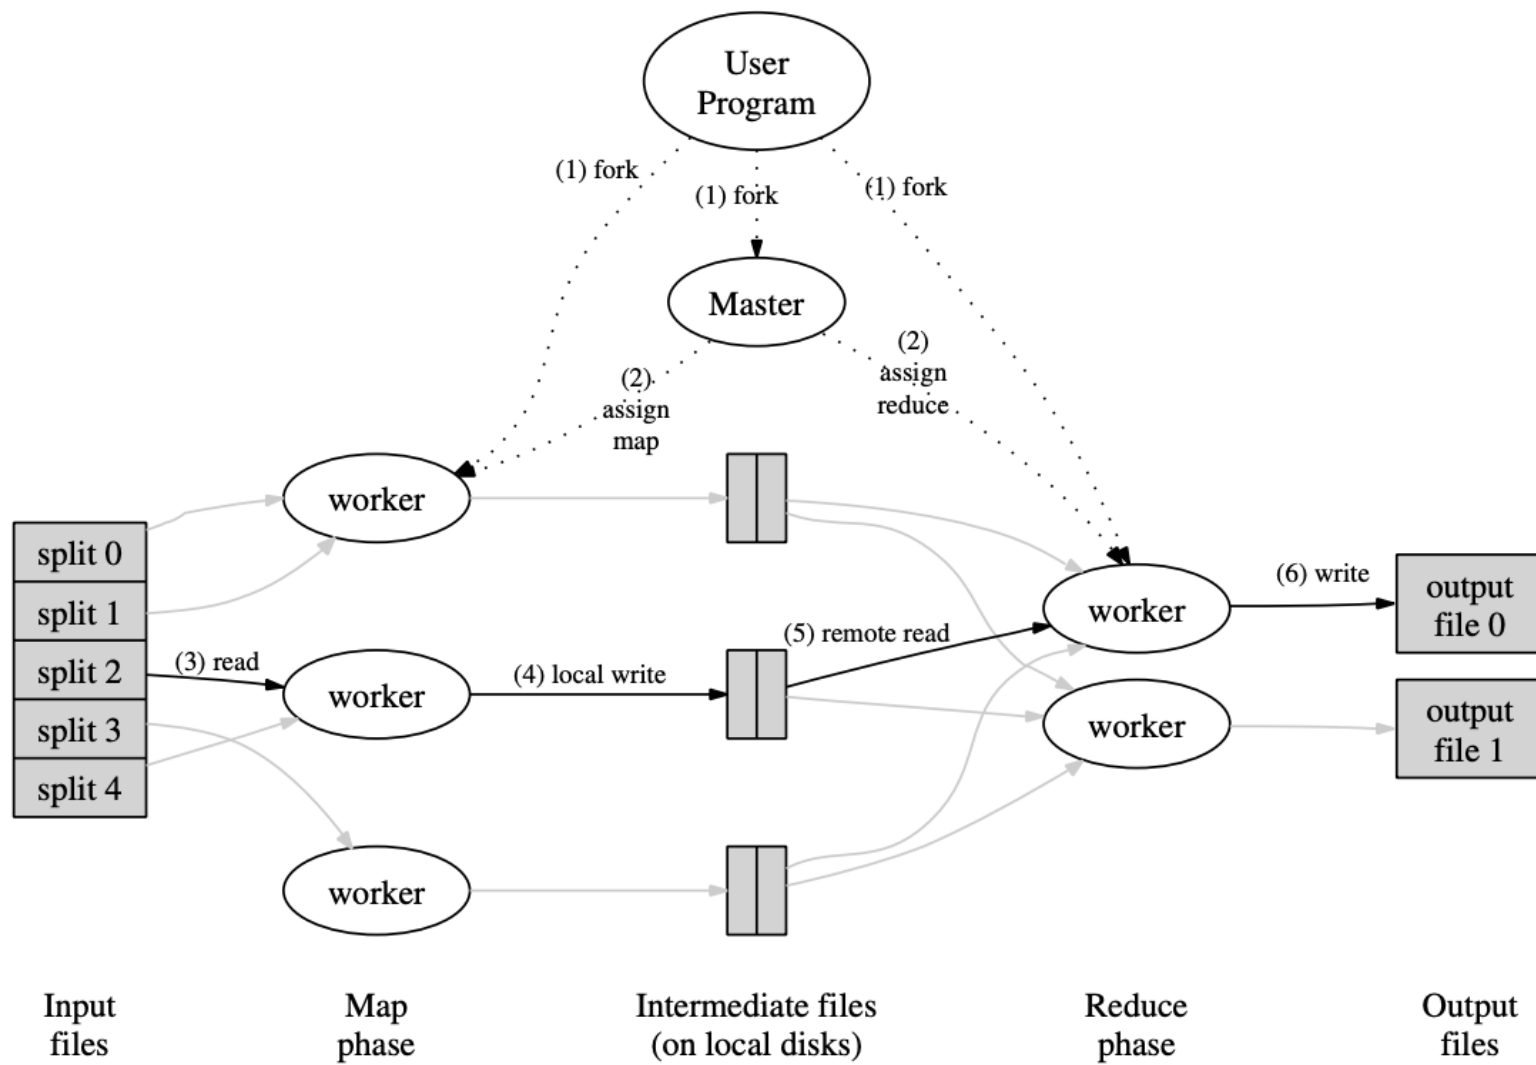 User
Program
(1) fork
(1) fork
(1) fork
Master
(2)
assign
map
(2)
assign
reduce
split 0
split 1
split 2
split 3
split 4
(3) read
worker
worker
worker
(4) local write
(5) remote read
worker
worker
(6) write
output
file 0
output
file 1
Input
files
Map
phase
Intermediate files
(on local disks)
Reduce
phase
Output
files